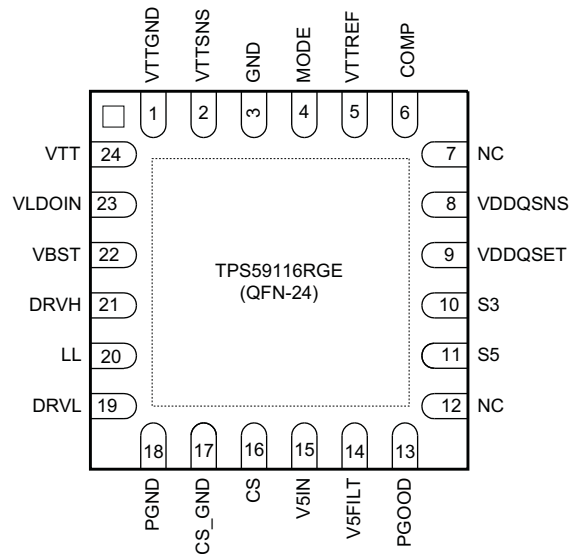 VTTGND
VTTSNS
GND
MODE
VTTREF
COMP
1
2
3
4
5
6
VTT 24
7 NC
VLDOIN 23
8 VDDQSNS
VBST 22
9 VDDQSET
TPS59116RGE
(QFN-24)
DRVH 21
10 S3
LL 20
11 S5
DRVL 19
12 NC
18
17
16
15
14
13
PGND
CS_GND
CS
V5IN
V5FILT
PGOOD